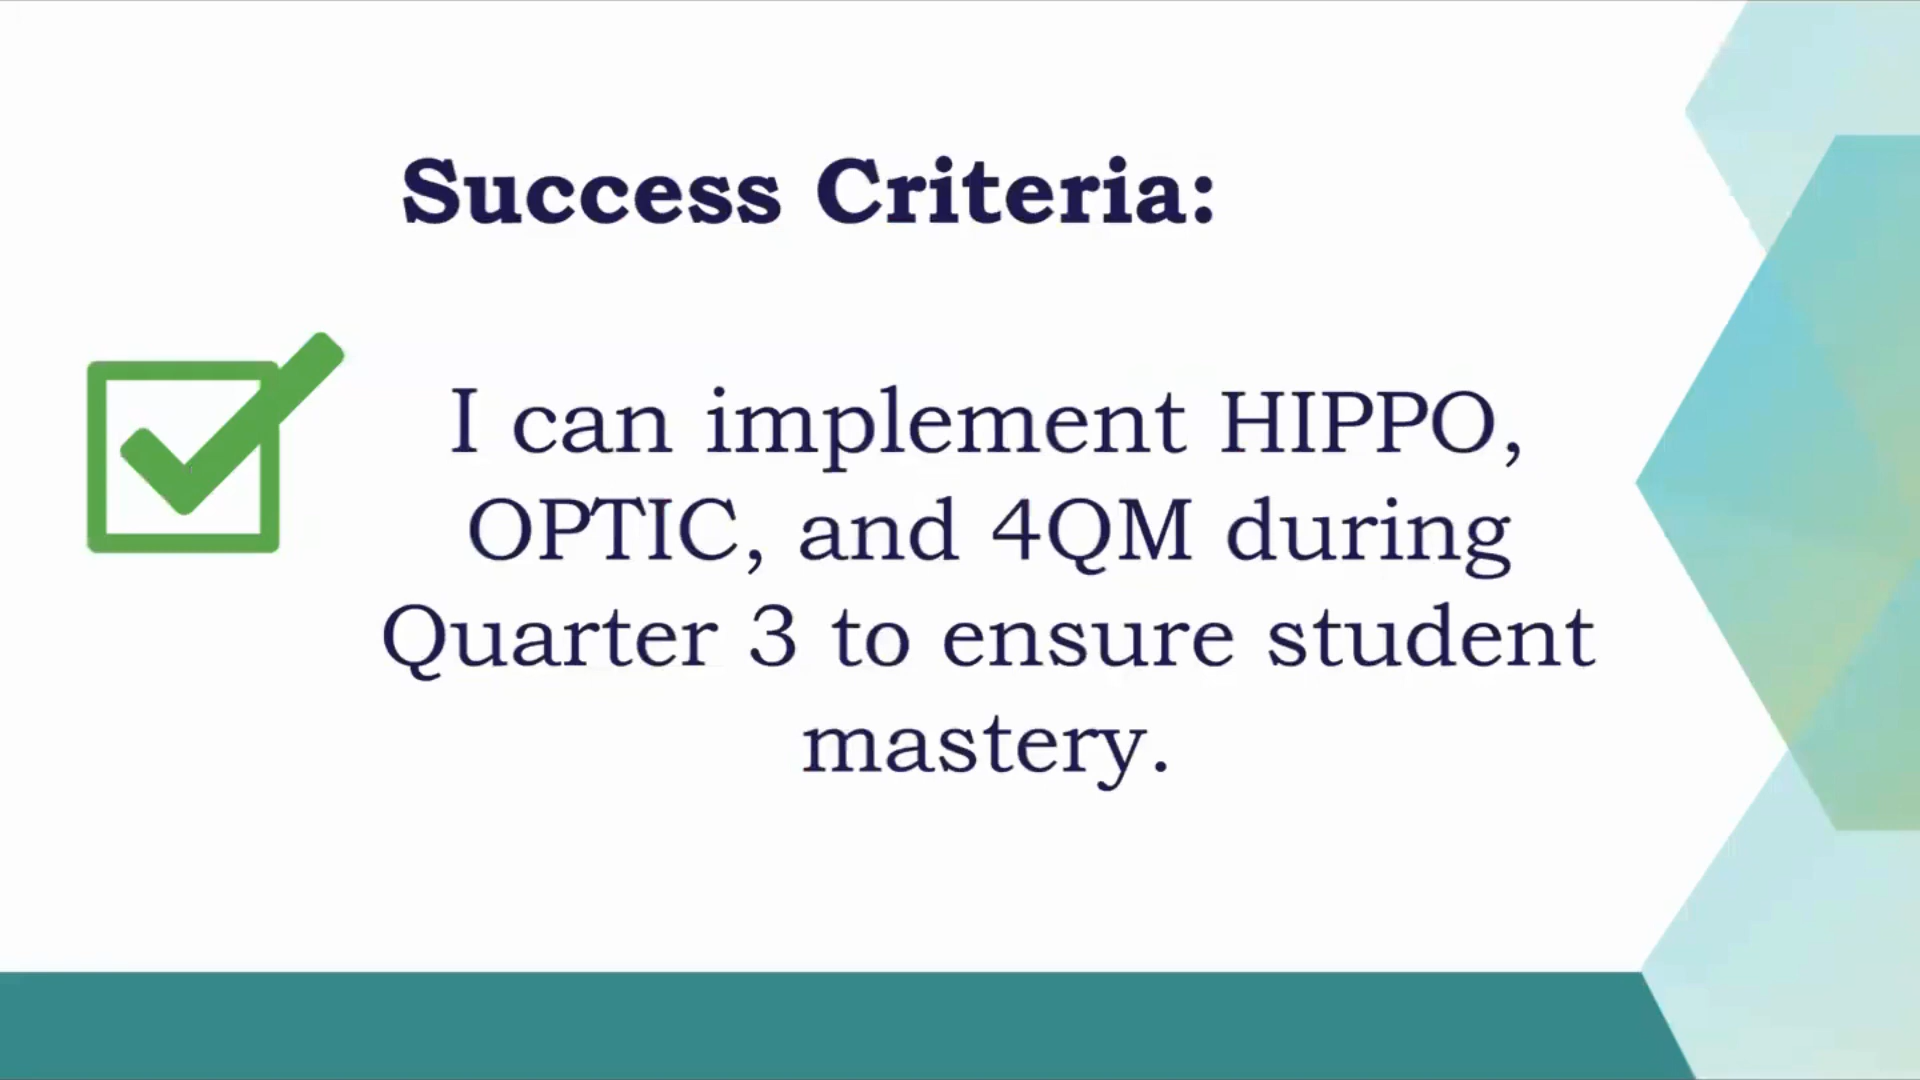 Success Criteria:
I can implement HIPPO,
OPTIC, and 4QM during
Quarter 3 to ensure student
mastery.